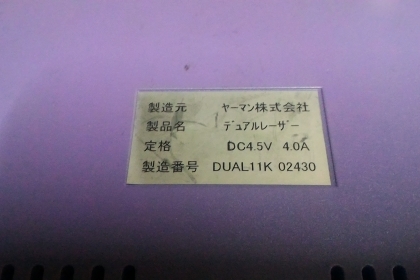 製造元 ヤーマン株式会社
製品名 デュアルレーザー
定格 DC4.5V 4.0A
製造番号 DUAL11K 02430